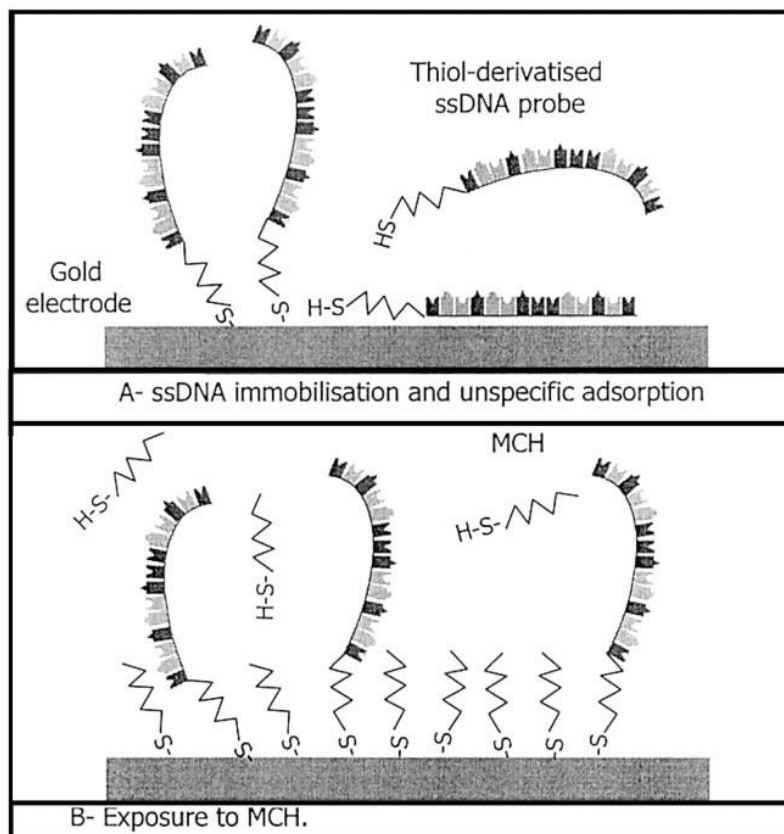 Thiol-derivatised
ssDNA probe
HS
Gold
electrode
S-
-S
H-S
A- ssDNA immobilisation and unspecific adsorption
MCH
H-S-
H-S-
H-S-
-S-
S-
-S-
-S-
-S-
-S-
-S-
-S-
-S-
B- Exposure to MCH.